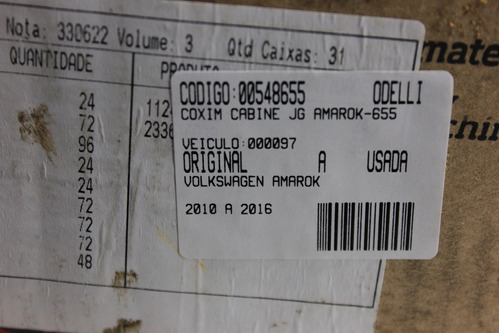 Nota: 330622 Volume: 3 Qtd Caixas: 31
QUANTIDADE
24
72
96
24
24
72
72
72
48
CODIGO:00548655 ODELLI
COXIM CABINE JG AMAROK-655
VEICULO:000097
ORIGINAL A USADA
VOLKSWAGEN AMAROK
2010 A 2016